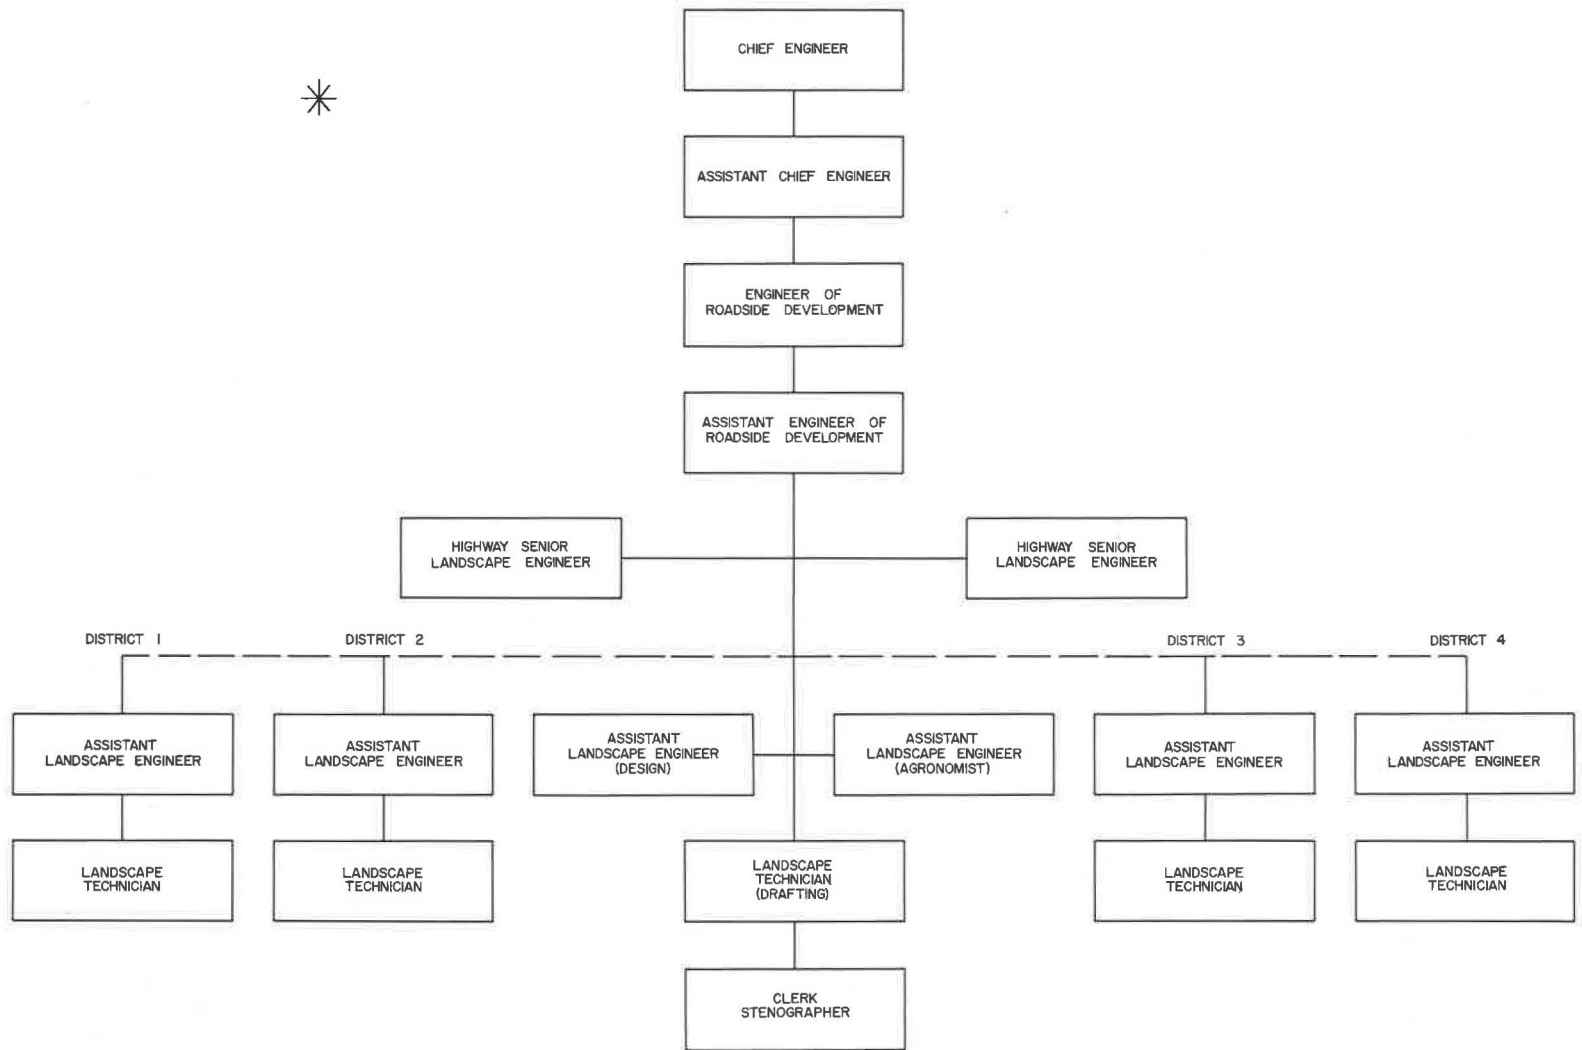 CHIEF ENGINEER
ASSISTANT CHIEF ENGINEER
ENGINEER OF
ROADSIDE DEVELOPMENT
ASSISTANT ENGINEER OF
ROADSIDE DEVELOPMENT
HIGHWAY SENIOR
LANDSCAPE ENGINEER
HIGHWAY SENIOR
LANDSCAPE ENGINEER
DISTRICT 1
DISTRICT 2
DISTRICT 3
DISTRICT 4
ASSISTANT
LANDSCAPE ENGINEER
ASSISTANT
LANDSCAPE ENGINEER
ASSISTANT
LANDSCAPE ENGINEER
(DESIGN)
ASSISTANT
LANDSCAPE ENGINEER
(AGRONOMIST)
ASSISTANT
LANDSCAPE ENGINEER
ASSISTANT
LANDSCAPE ENGINEER
LANDSCAPE
TECHNICIAN
LANDSCAPE
TECHNICIAN
LANDSCAPE
TECHNICIAN
(DRAFTING)
LANDSCAPE
TECHNICIAN
LANDSCAPE
TECHNICIAN
CLERK
STENOGRAPHER